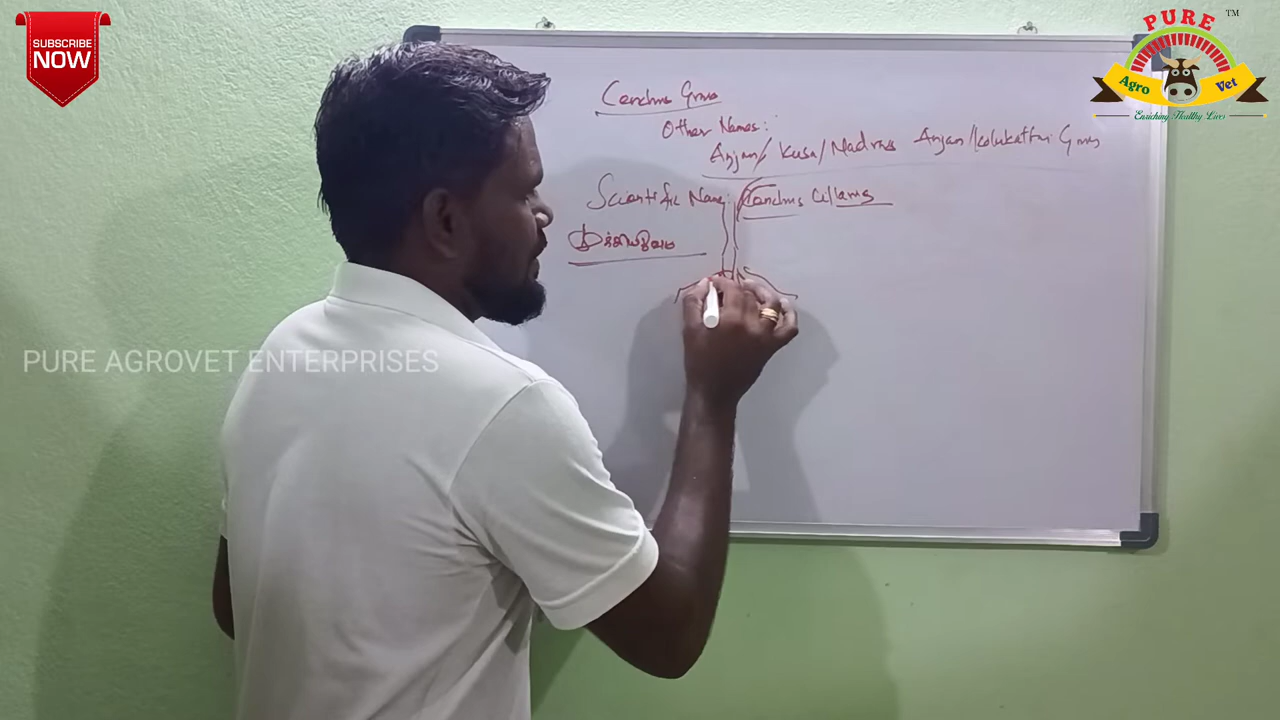 SUBSCRIBE
NOW
PURE
TM
Agro Vet
Enriching Healthy Lives
Cenchrus Grass
Other Names:
Anjan/ Kusa/Madras Anjan/Kolukattai Grass
Scientific Name: Cenchrus Ciliaris
PURE AGROVET ENTERPRISES